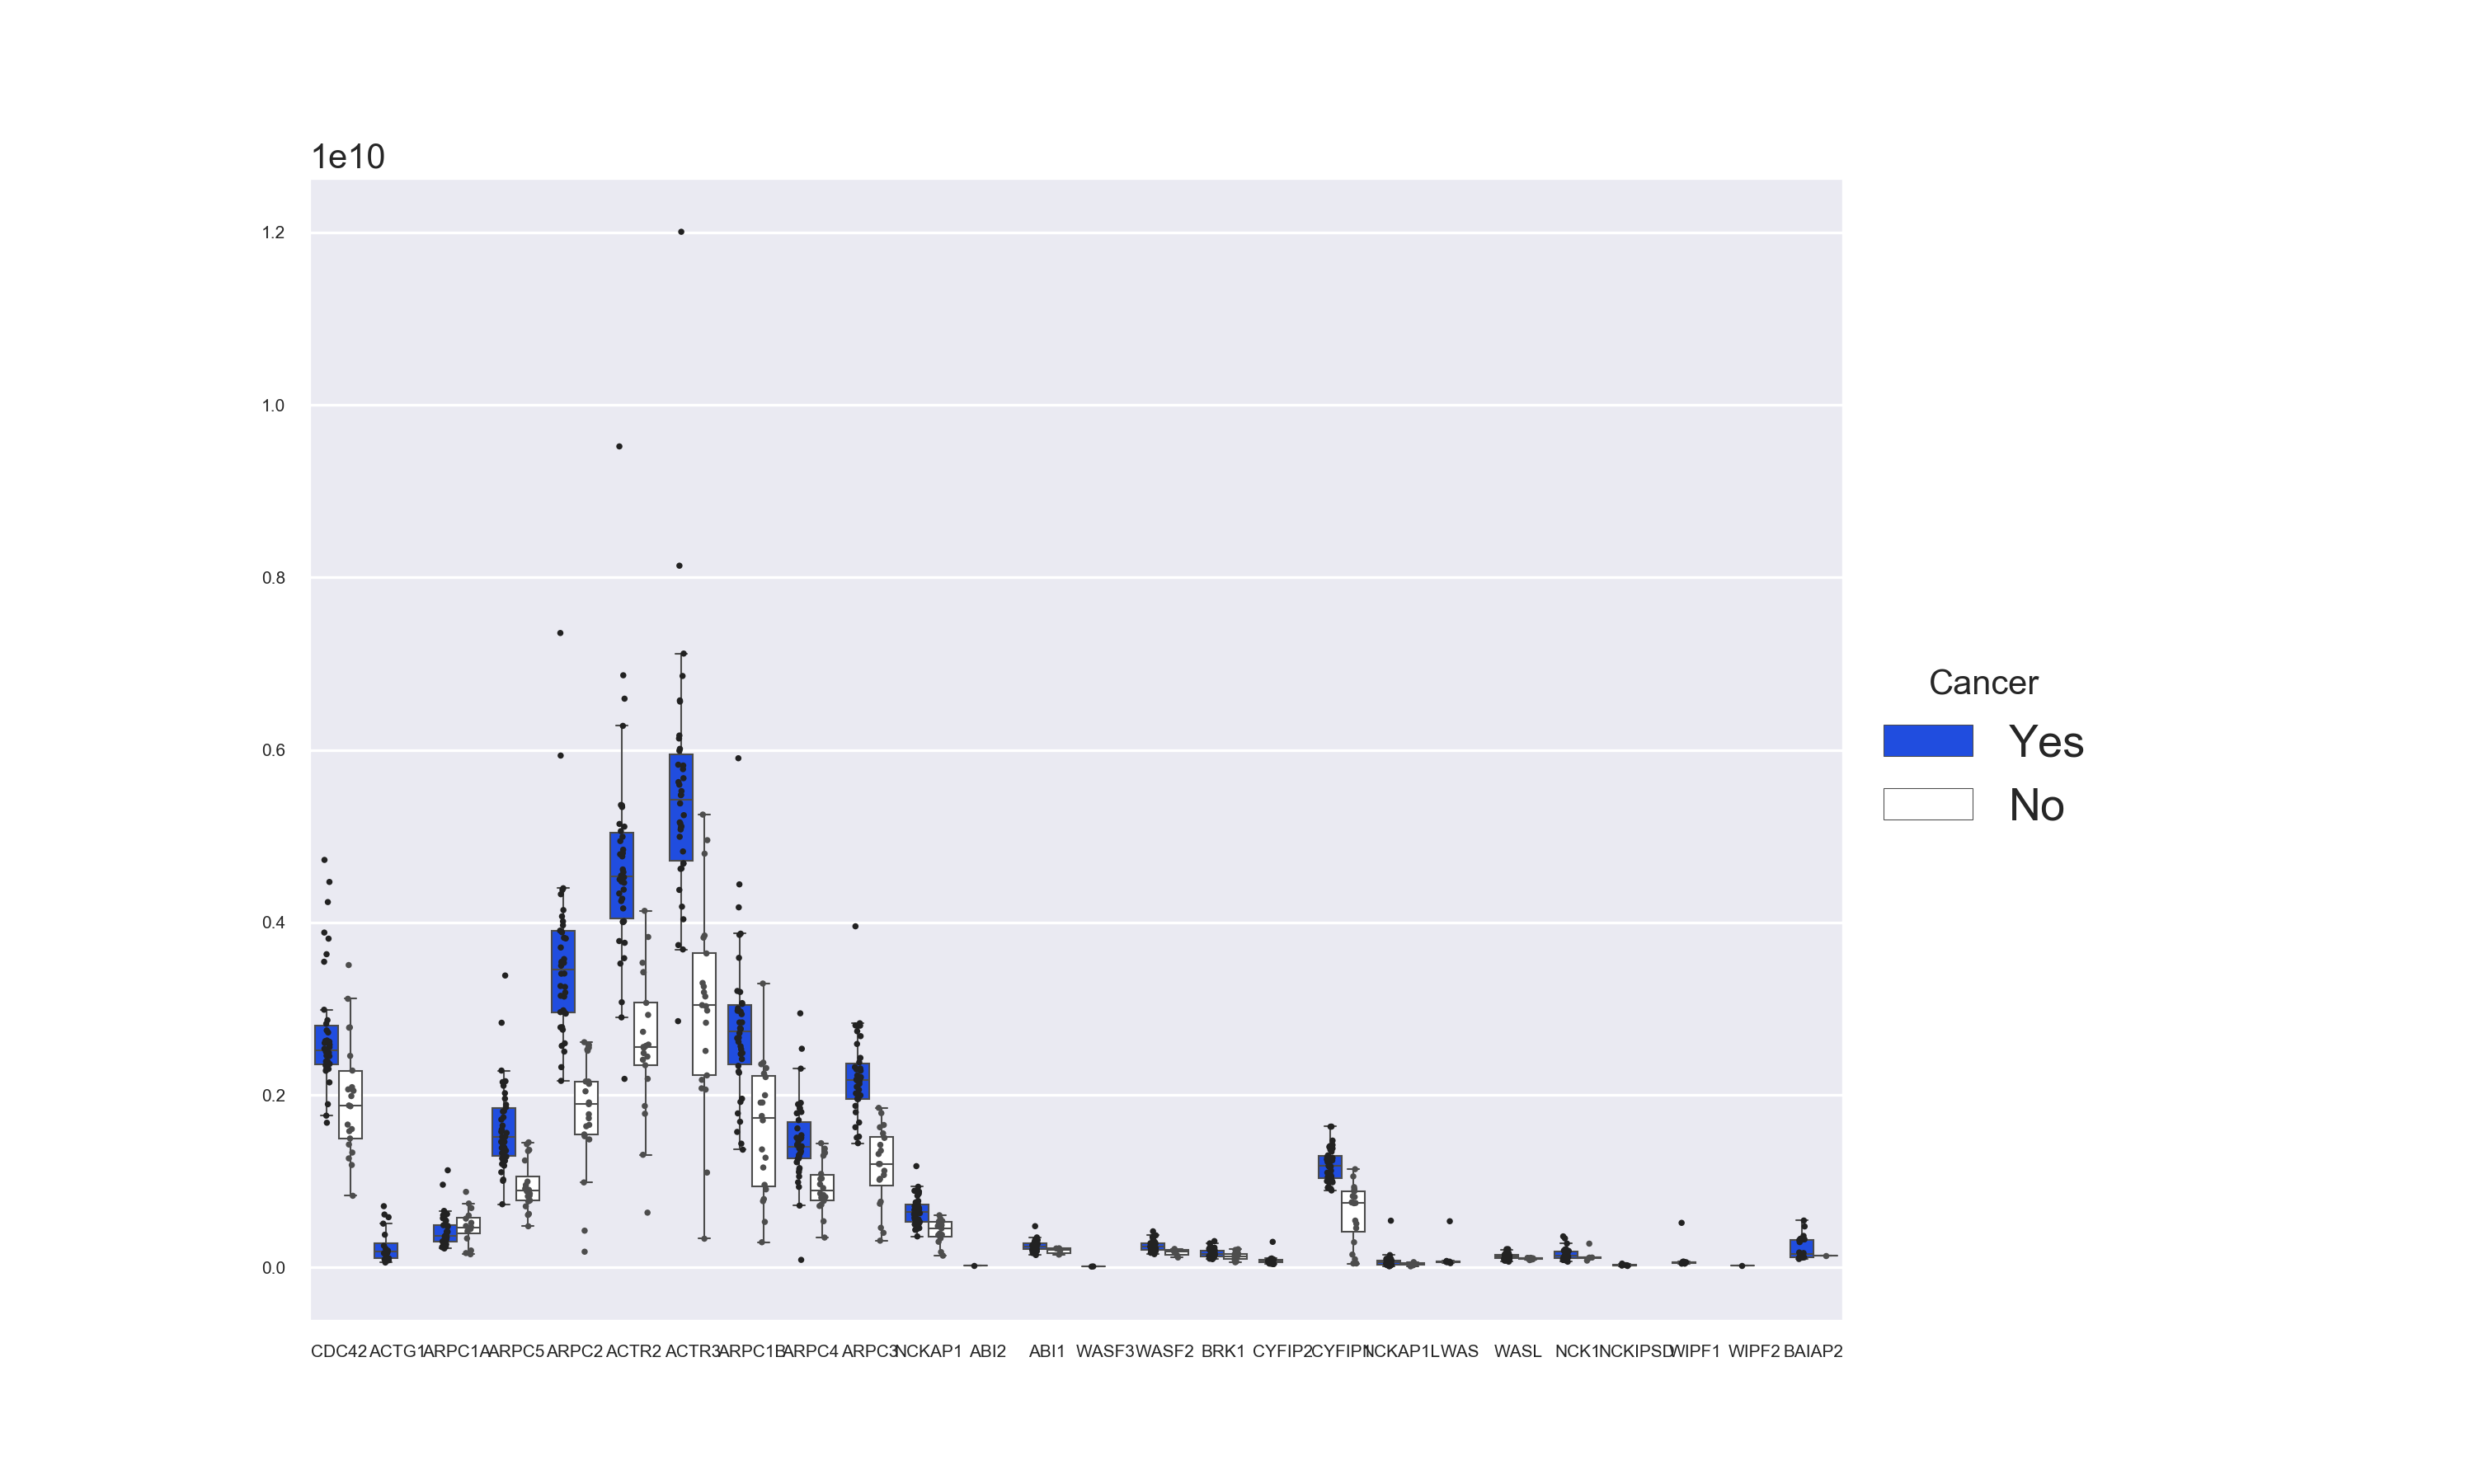 1e10
1.2
1.0
0.8
0.6
0.4
0.2
0.0
CDC42 ACTG1 ARPC1A ARPC5 ARPC2 ACTR2 ACTR3 ARPC1B ARPC4 ARPC3 NCKAP1 ABI2 ABI1 WASF3 WASF2 BRK1 CYFIP2 CYFIP1 NCKAP1L WAS WASL NCK1 NCKIPSD WIPF1 WIPF2 BAIAP2
Cancer
Yes
No